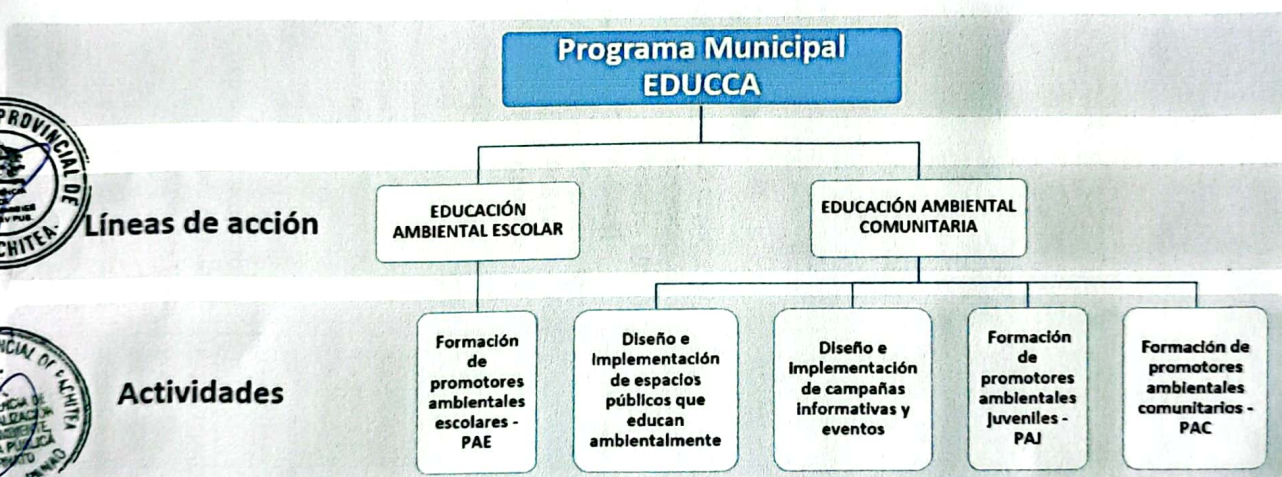 Programa Municipal
EDUCCA
PROVINCIAL DE
Líneas de acción
EDUCACIÓN
AMBIENTAL ESCOLAR
EDUCACIÓN AMBIENTAL
COMUNITARIA
Actividades
Formación
de
promotores
ambientales
escolares -
PAE
Diseño e
Implementación
de espacios
públicos que
educan
ambientalmente
Diseño e
Implementación
de campañas
informativas y
eventos
Formación
de
promotores
ambientales
Juveniles -
PAJ
Formación de
promotores
ambientales
comunitarios -
PAC